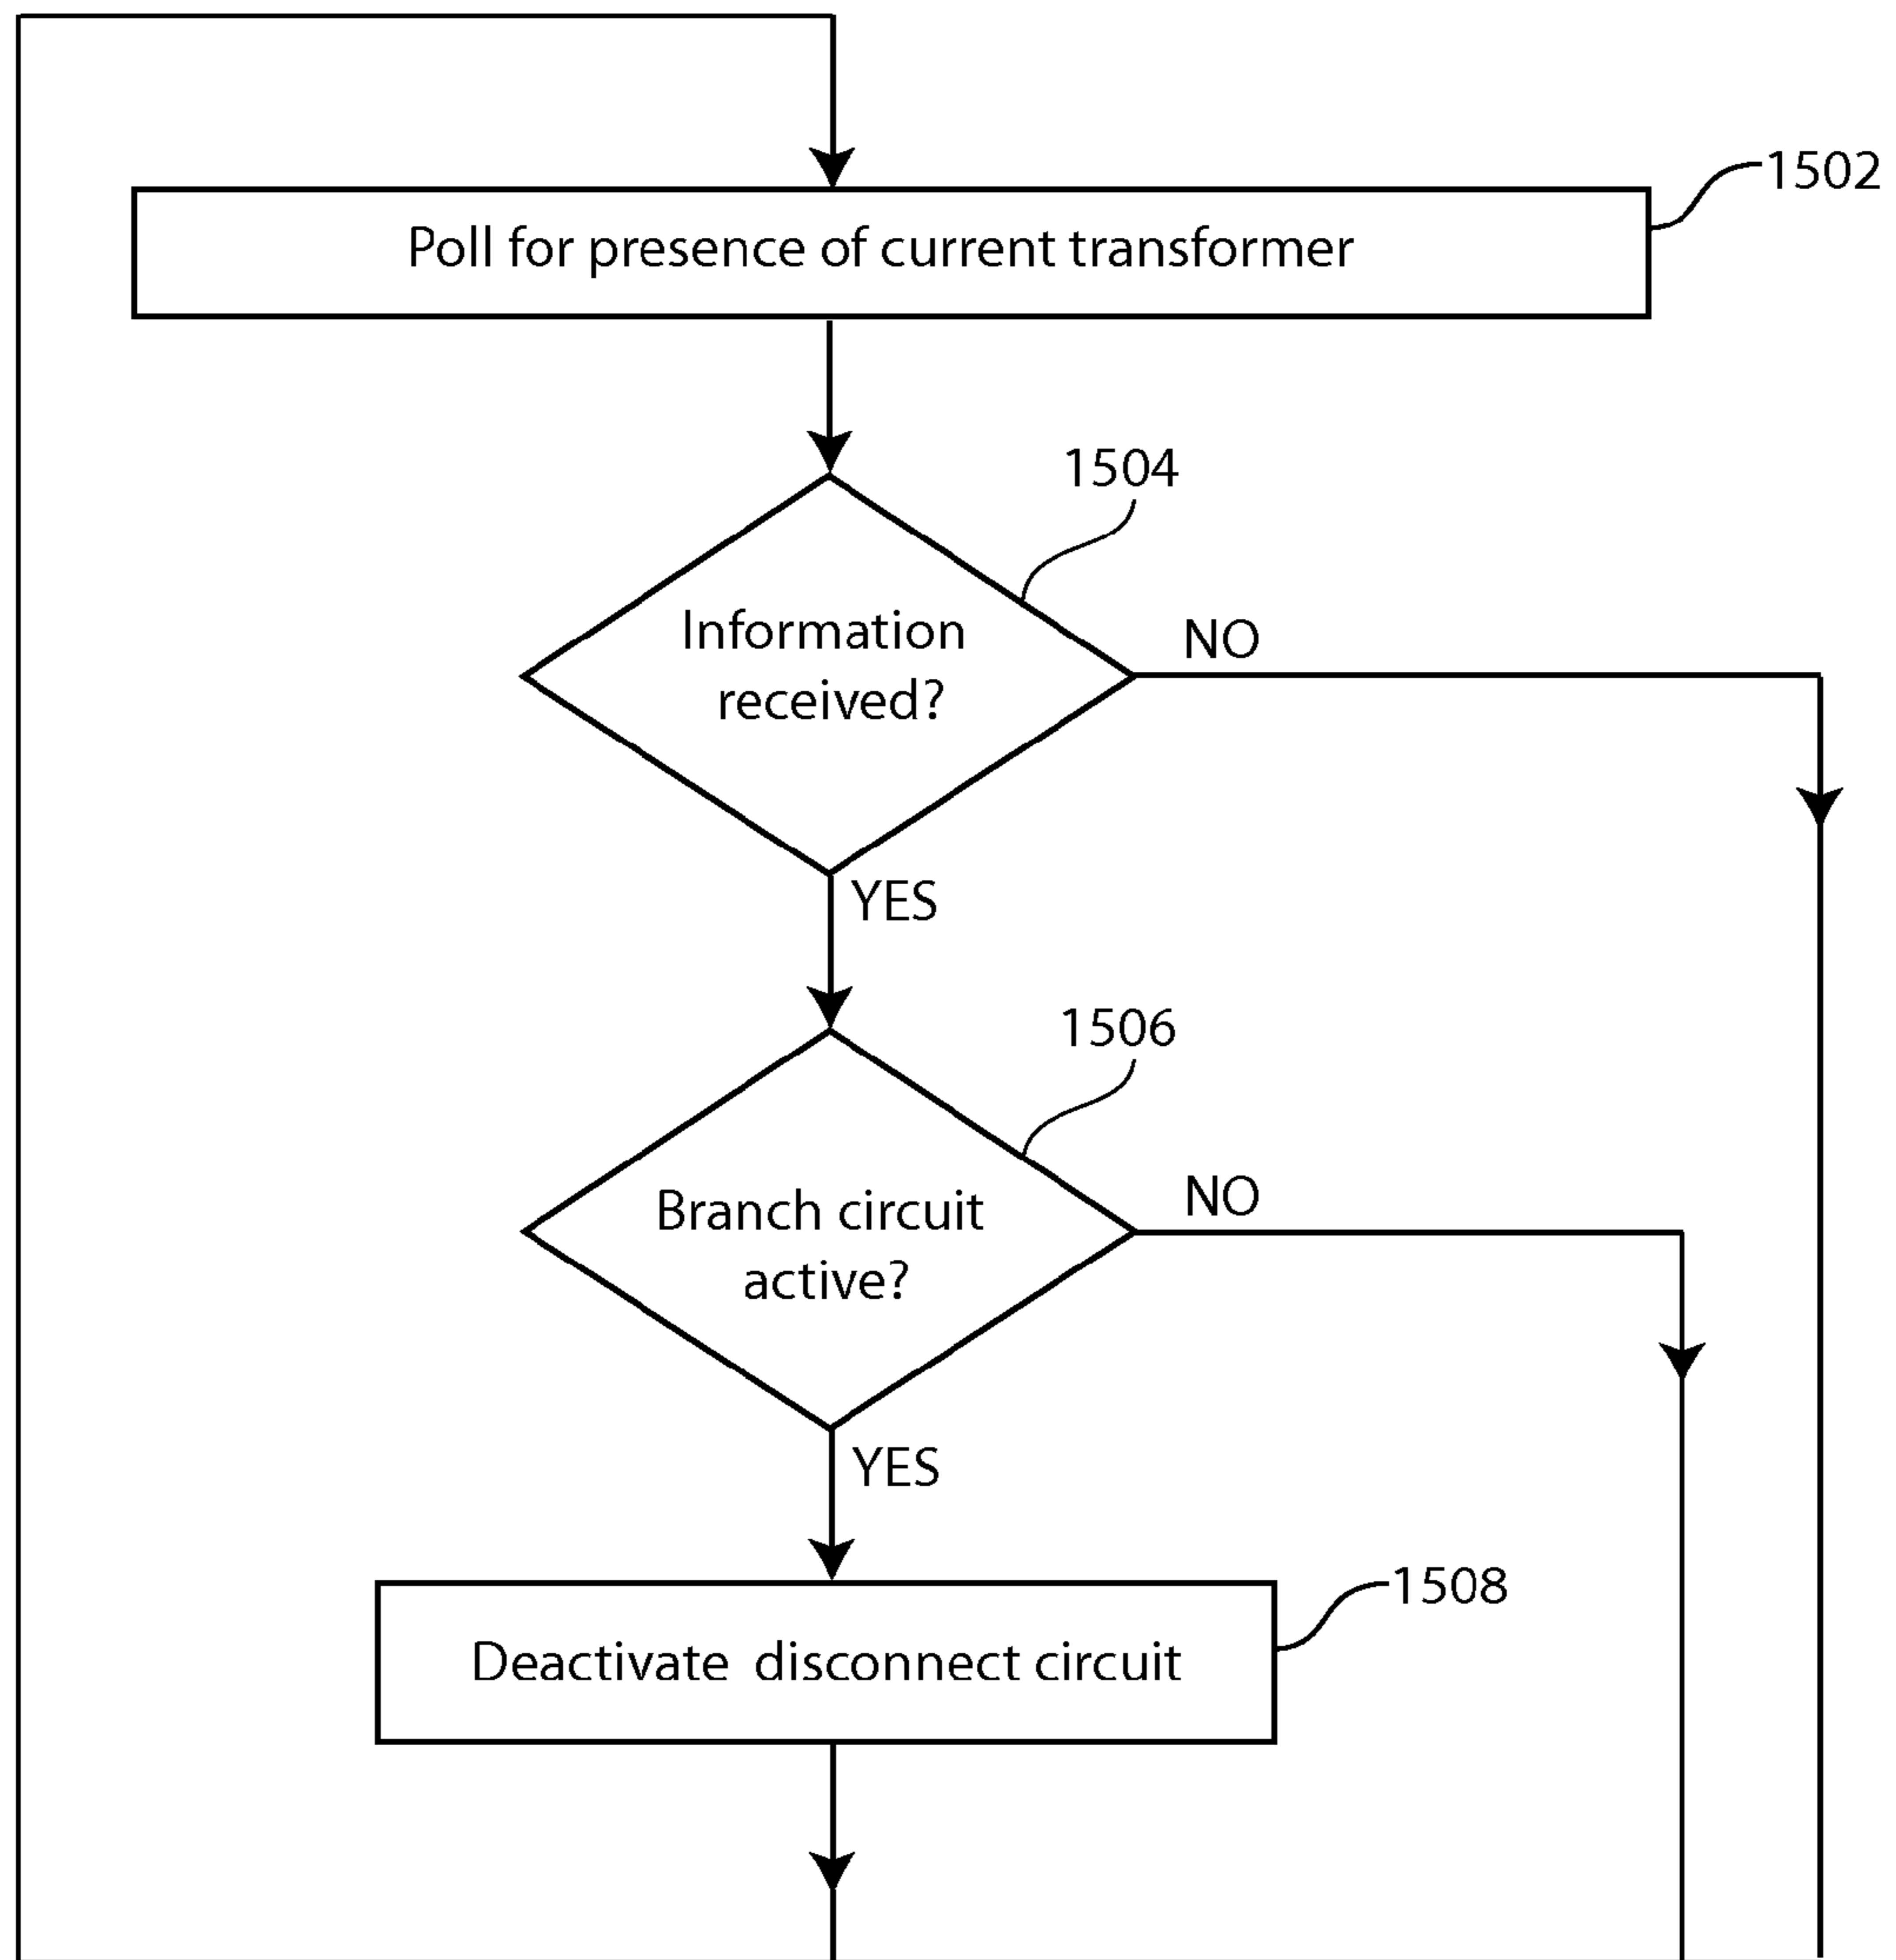 1502
Poll for presence of current transformer
1504
Information
received?
NO
YES
1506
Branch circuit
active?
NO
YES
1508
Deactivate disconnect circuit